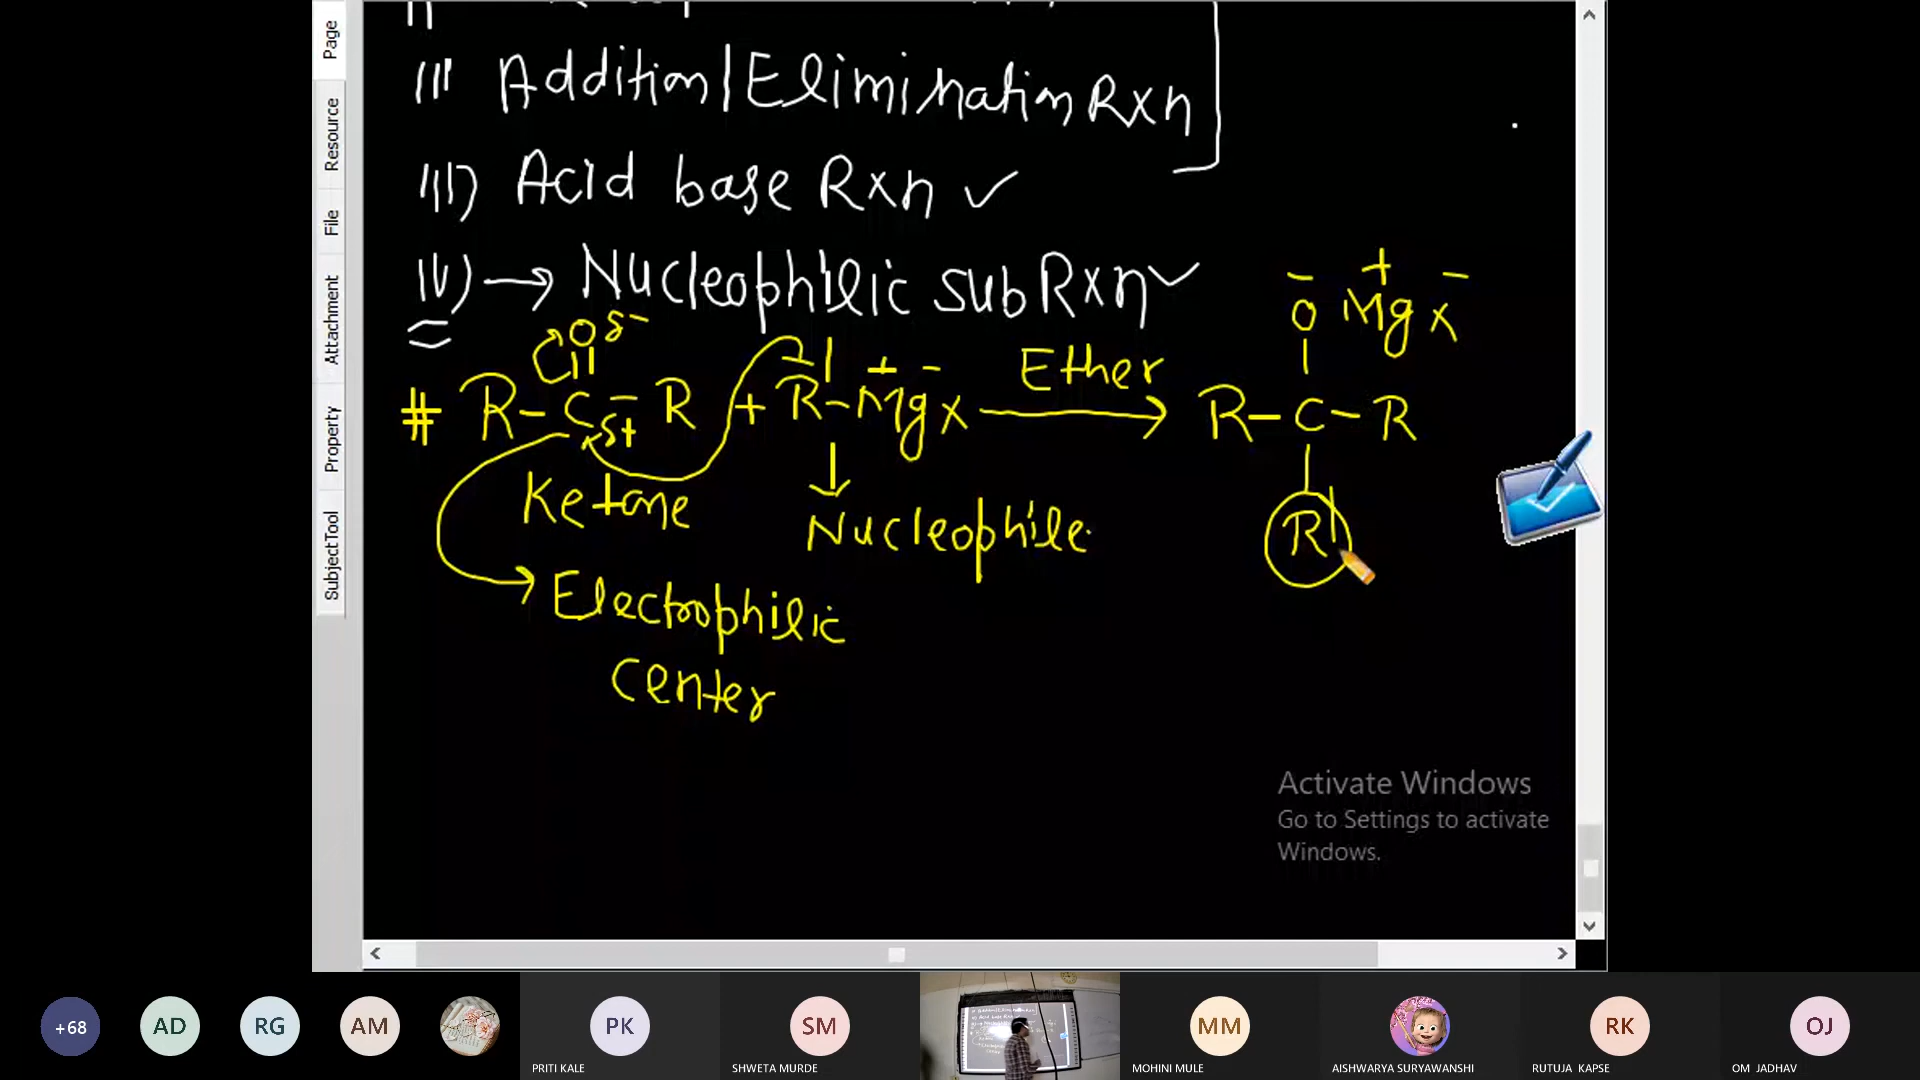 Page
Resource
File
Attachment
Property
SubjectTool
III Addition/Elimination Rxn
III) Acid base Rxn ✓
IV) → Nucleophilic sub Rxn ✓
# R-C-R + R'-MgX Ether → R-C-R
O δ-
δ+
+ -
- + -
O MgX
R'
Ketone
Nucleophile
Electrophilic
center
Activate Windows
Go to Settings to activate
Windows.
+68
AD
RG
AM
PK
SM
MM
RK
OJ
PRITI KALE
SHWETA MURDE
MOHINI MULE
AISHWARYA SURYAWANSHI
RUTUJA KAPSE
OM JADHAV